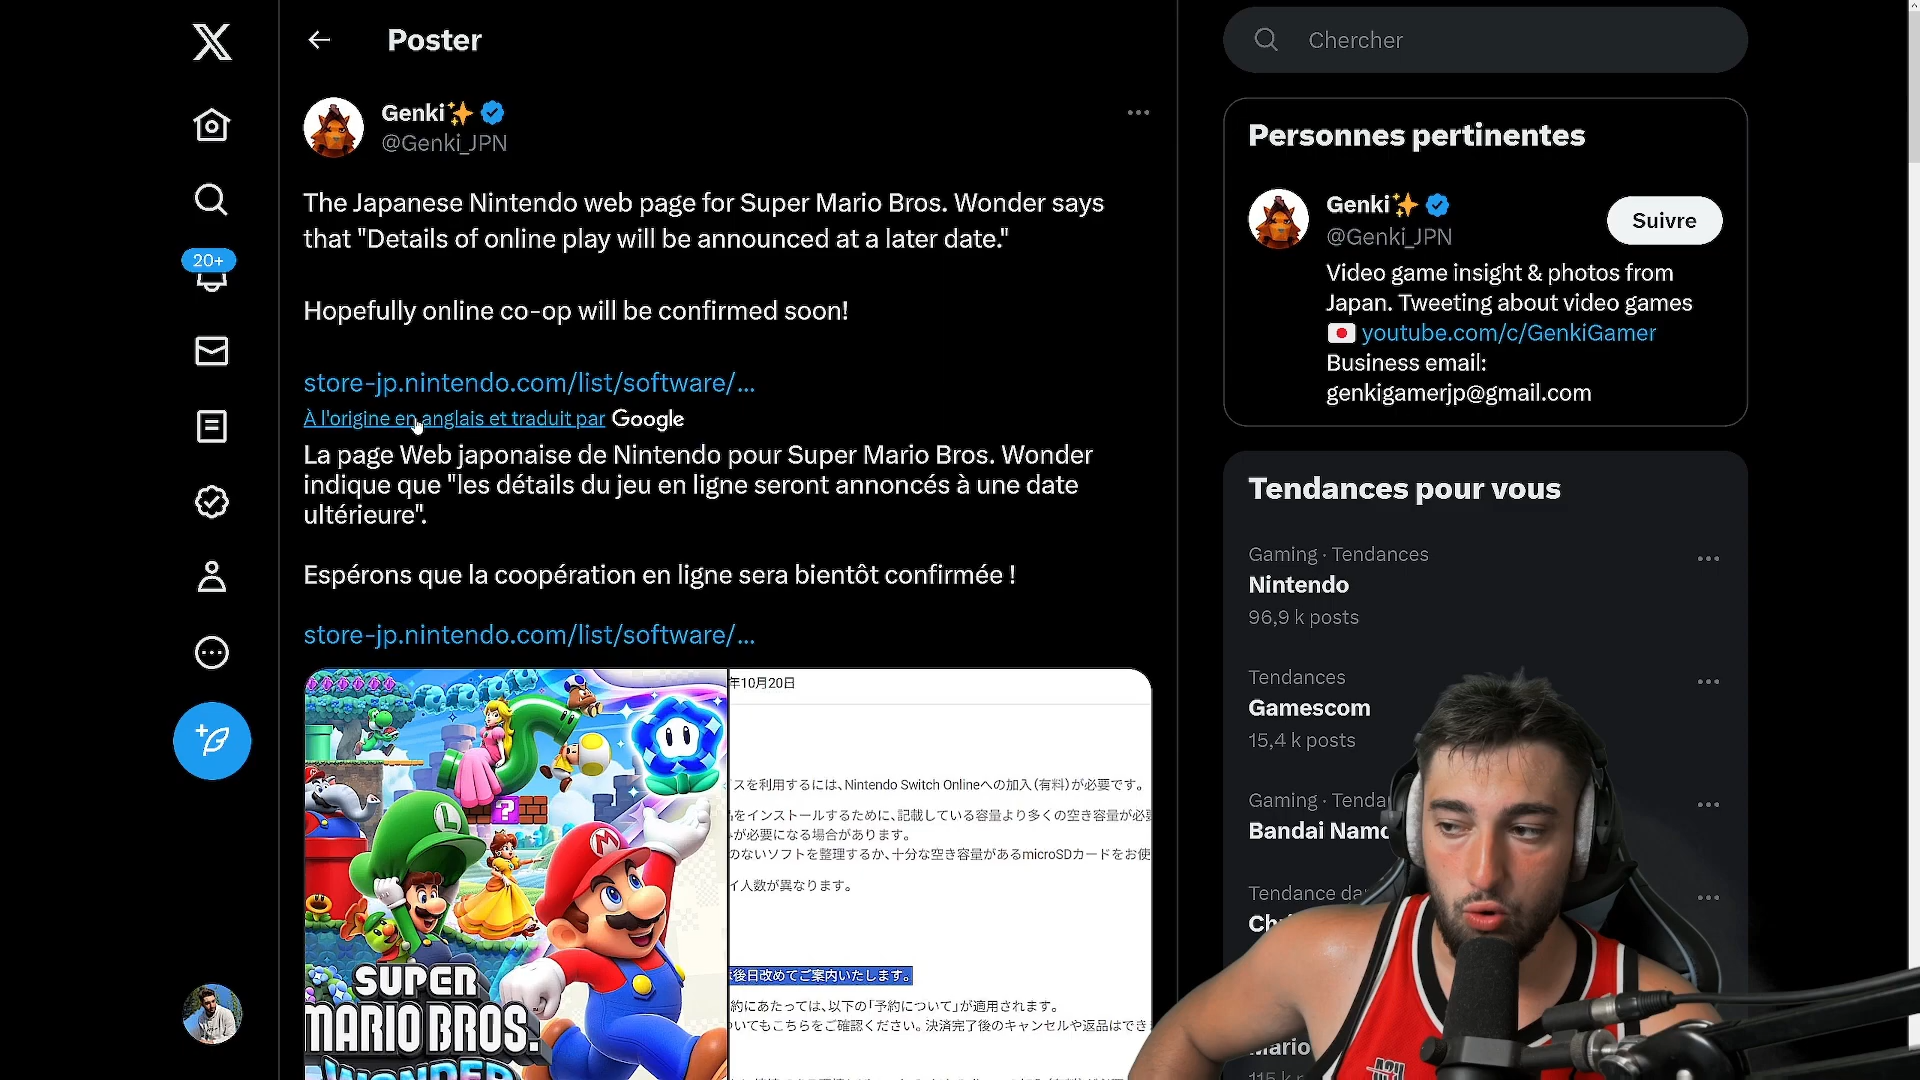 Poster
Genki✨
@Genki_JPN
The Japanese Nintendo web page for Super Mario Bros. Wonder says
that "Details of online play will be announced at a later date."
Hopefully online co-op will be confirmed soon!
store-jp.nintendo.com/list/software/...
À l'origine en anglais et traduit par Google
La page Web japonaise de Nintendo pour Super Mario Bros. Wonder
indique que "les détails du jeu en ligne seront annoncés à une date
ultérieure".
Espérons que la coopération en ligne sera bientôt confirmée !
store-jp.nintendo.com/list/software/...
SUPER
MARIO BROS.
WONDER
年10月20日
スを利用するには、Nintendo Switch Onlineへの加入(有料)が必要です。
をインストールするために、記載している容量より多くの空き容量が必
が必要になる場合があります。
のないソフトを整理するか、十分な空き容量があるmicroSDカードをお使
イ人数が異なります。
後日改めてご案内いたします。
約にあたっては、以下の「予約について」が適用されます。
ついてもこちらをご確認ください。決済完了後のキャンセルや返品はでき
20+
Chercher
Personnes pertinentes
Genki✨
@Genki_JPN
Suivre
Video game insight & photos from
Japan. Tweeting about video games
🇯🇵 youtube.com/c/GenkiGamer
Business email:
genkigamerjp@gmail.com
Tendances pour vous
Gaming · Tendances
Nintendo
96,9 k posts
Tendances
Gamescom
15,4 k posts
Gaming · Tenda
Bandai Namc
Tendance da
Ch
Mario